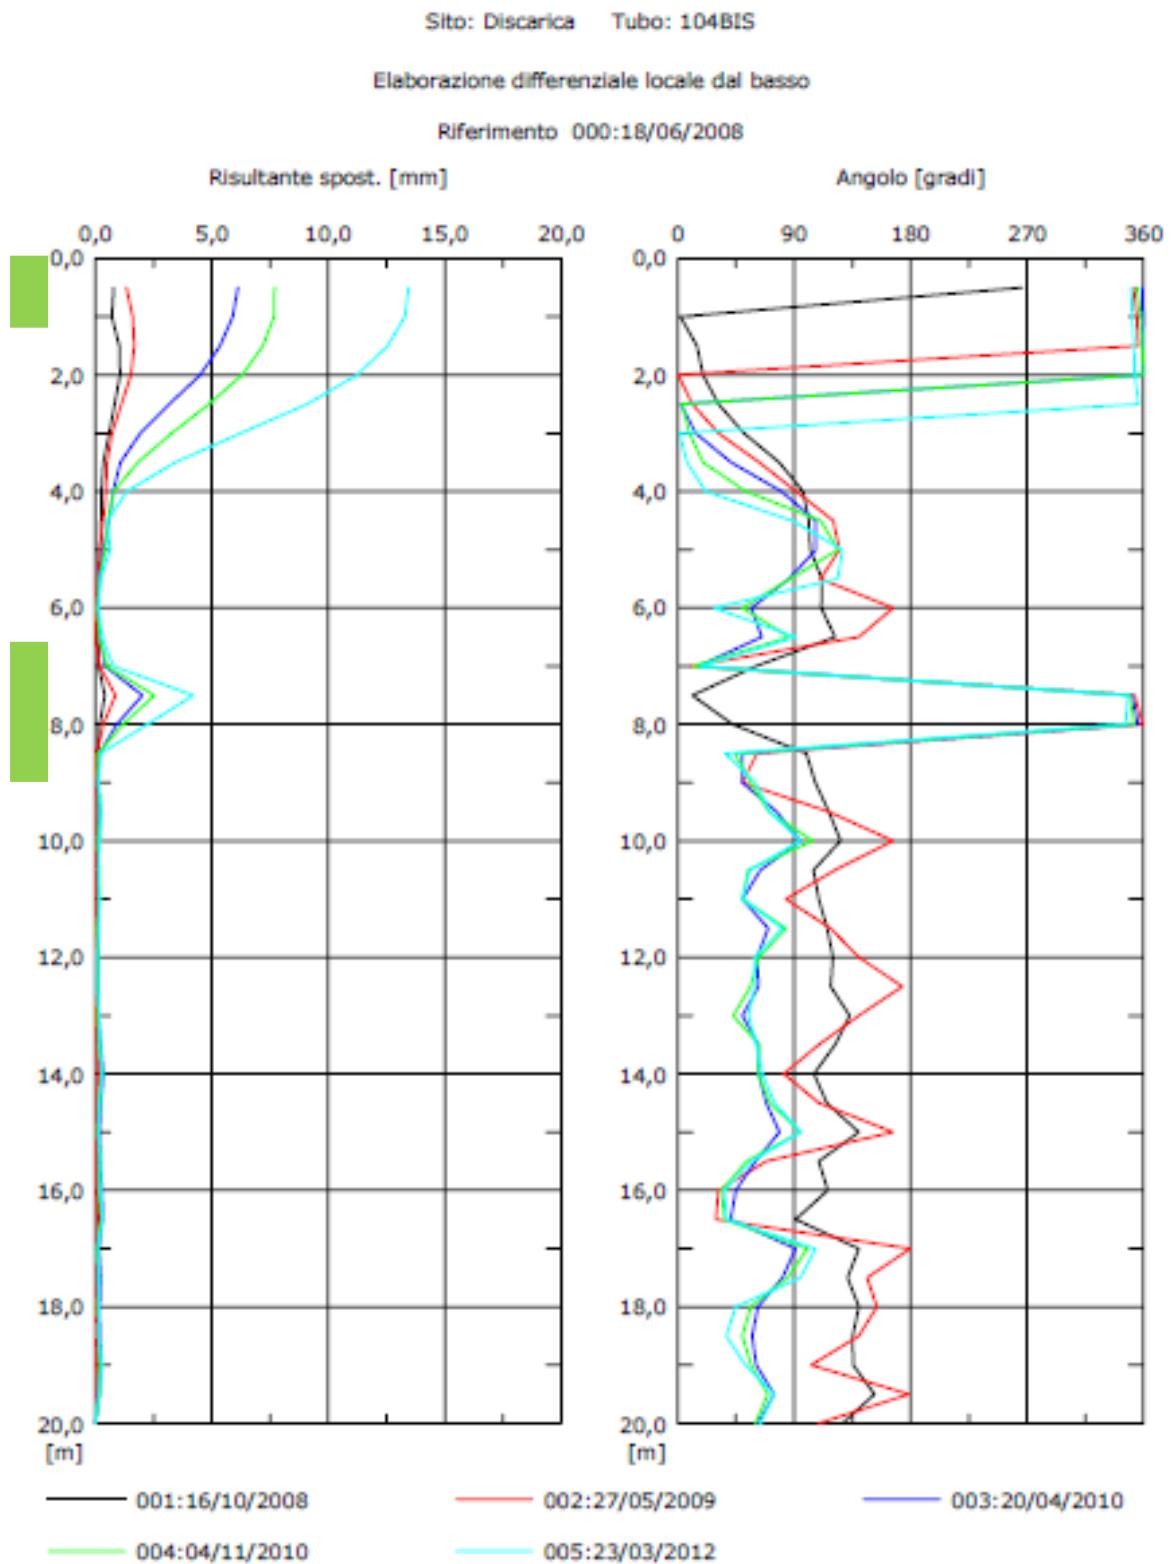 Sito: Discarica Tubo: 104BIS
Elaborazione differenziale locale dal basso
Riferimento 000:18/06/2008
Risultante spost. [mm] Angolo [gradi]
0,0 5,0 10,0 15,0 20,0 0 90 180 270 360
0,0 0,0
2,0 2,0
4,0 4,0
6,0 6,0
8,0 8,0
10,0 10,0
12,0 12,0
14,0 14,0
16,0 16,0
18,0 18,0
20,0 20,0
[m] [m]
001:16/10/2008 002:27/05/2009 003:20/04/2010
004:04/11/2010 005:23/03/2012